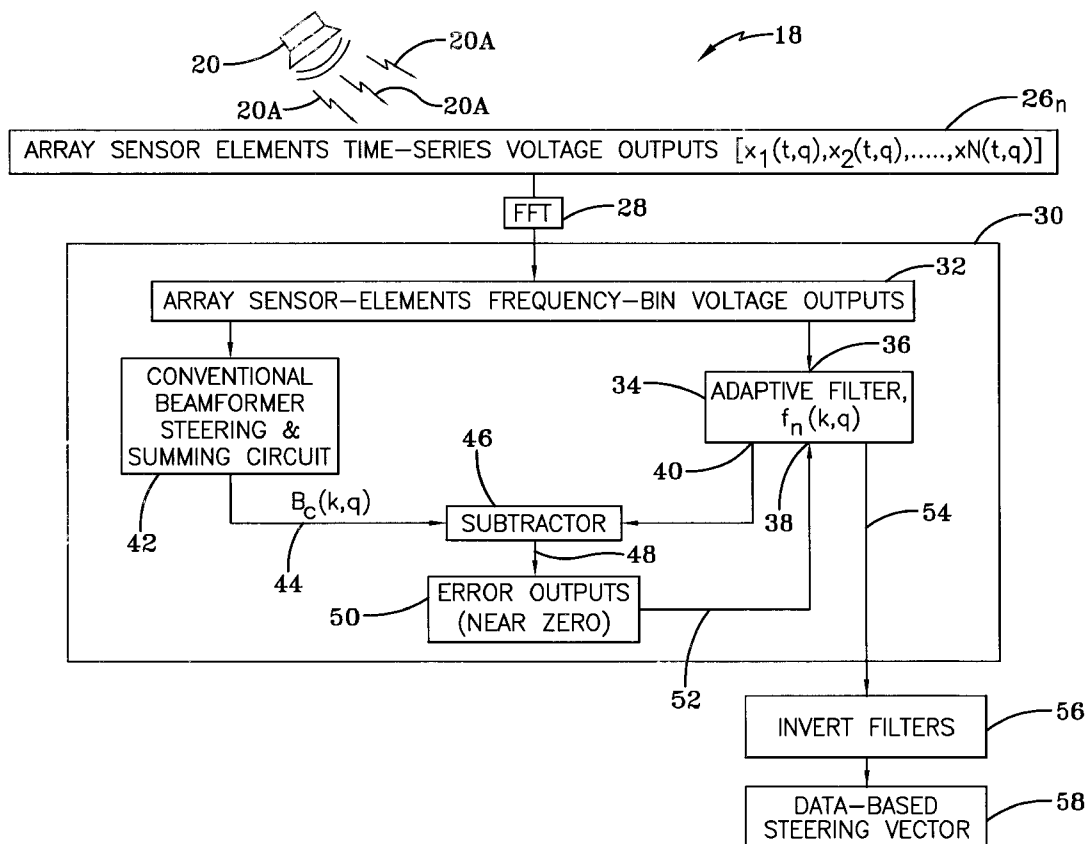 20
20A
20A
20A
18
26n
ARRAY SENSOR ELEMENTS TIME-SERIES VOLTAGE OUTPUTS [x1(t,q),x2(t,q),.....,xN(t,q)]
FFT
28
30
32
ARRAY SENSOR-ELEMENTS FREQUENCY-BIN VOLTAGE OUTPUTS
CONVENTIONAL
BEAMFORMER
STEERING &
SUMMING CIRCUIT
42
36
34
ADAPTIVE FILTER,
fn(k,q)
40
38
54
46
Bc(k,q)
44
SUBTRACTOR
48
50
ERROR OUTPUTS
(NEAR ZERO)
52
INVERT FILTERS
56
DATA-BASED
STEERING VECTOR
58